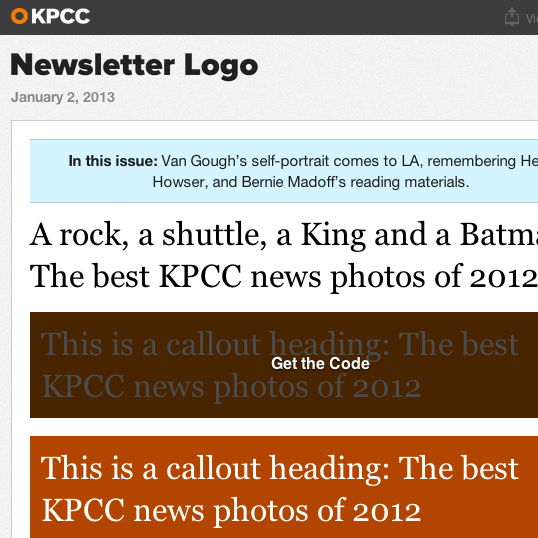 KPCC
Vi
Newsletter Logo
January 2, 2013
In this issue: Van Gough’s self-portrait comes to LA, remembering He
Howser, and Bernie Madoff’s reading materials.
A rock, a shuttle, a King and a Batm
The best KPCC news photos of 2012
This is a callout heading: The best
Get the Code
KPCC news photos of 2012
This is a callout heading: The best
KPCC news photos of 2012